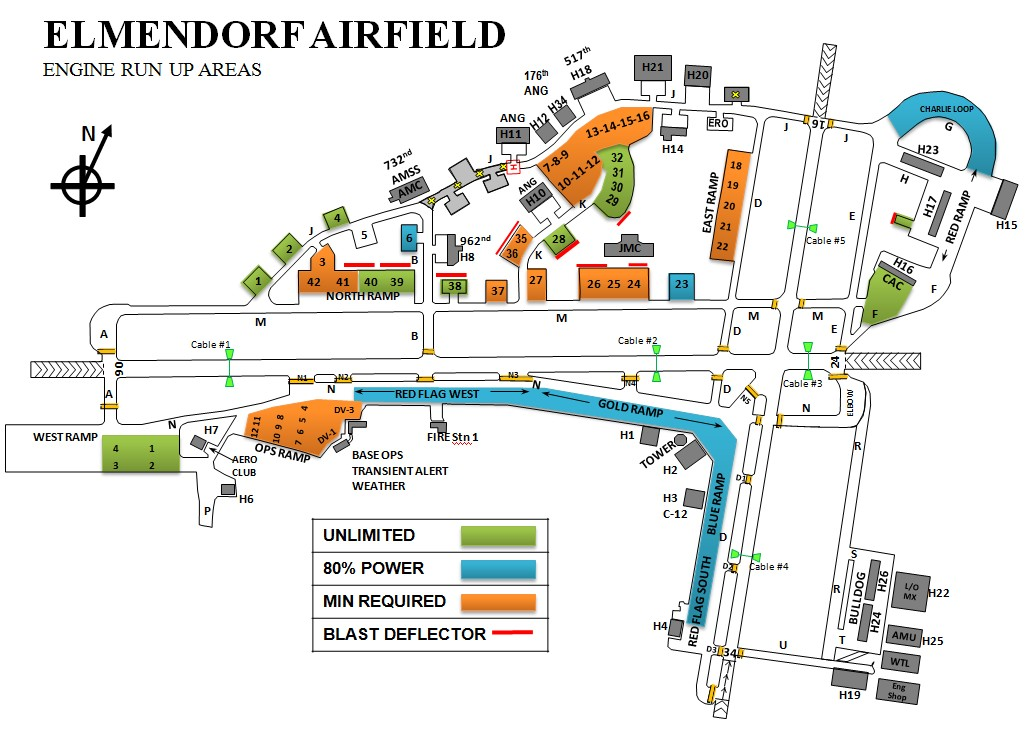 ELMENDORF AIRFIELD
ENGINE RUN UP AREAS
N
517th
H18
176th
ANG
H34
H12
ANG
H11
H21
H20
J
ERO
H14
J
16
J
CHARLIE LOOP
G
H23
H
H17
RED RAMP
H15
H16
CAC
F
F
732nd
AMSS
AMC
J
H
13-14-15-16
7-8-9
10-11-12
32
31
30
29
K
ANG
H10
EAST RAMP
18
19
20
21
22
D
E
Cable #5
4
J
5
2
1
6
B
962nd
H8
35
36
K
28
JMC
3
42
41
40
39
NORTH RAMP
38
37
27
26
25
24
23
A
M
B
M
D
M
M
E
Cable #1
Cable #2
Cable #3
06
24
A
N1
N
N2
N3
N
N4
D
N5
N
ELBOW
RED FLAG WEST
GOLD RAMP
WEST RAMP
4
1
3
2
N
H7
AERO
CLUB
H6
P
12 11
10 9 8
7 6 5 4
DV-3
DV-1
OPS RAMP
BASE OPS
TRANSIENT ALERT
WEATHER
FIRE Stn 1
H1
TOWER
H2
H3
C-12
BLUE RAMP
D
D1
D2
Cable #4
RED FLAG SOUTH
H4
D3
34
U
R
S
R
T
BULLDOG
H26
H24
L/O
MX
H22
AMU
H25
WTL
H19
Eng
Shop
UNLIMITED
80% POWER
MIN REQUIRED
BLAST DEFLECTOR